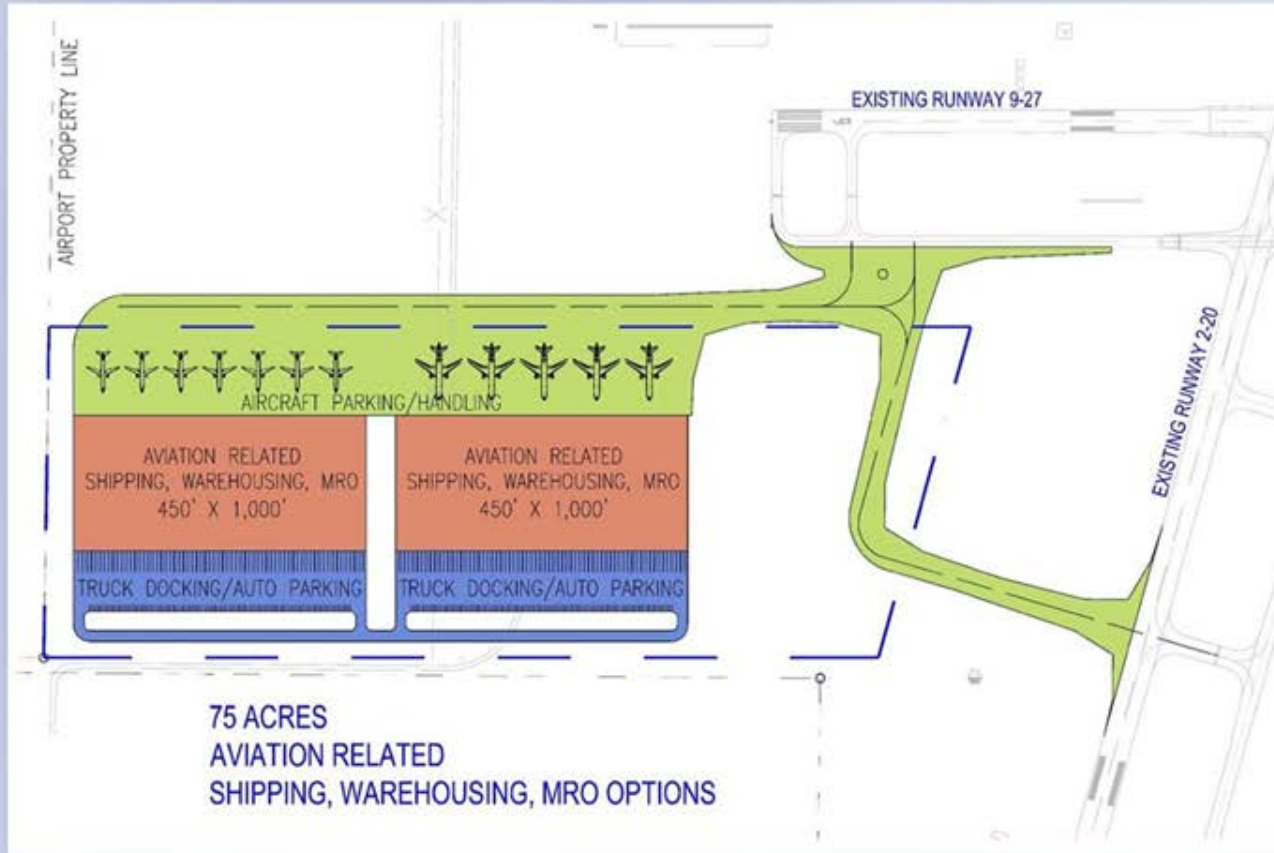 AIRPORT PROPERTY LINE
EXISTING RUNWAY 9-27
EXISTING RUNWAY 2-20
AIRCRAFT PARKING/HANDLING
AVIATION RELATED
SHIPPING, WAREHOUSING, MRO
450' X 1,000'
AVIATION RELATED
SHIPPING, WAREHOUSING, MRO
450' X 1,000'
TRUCK DOCKING/AUTO PARKING
TRUCK DOCKING/AUTO PARKING
75 ACRES
AVIATION RELATED
SHIPPING, WAREHOUSING, MRO OPTIONS